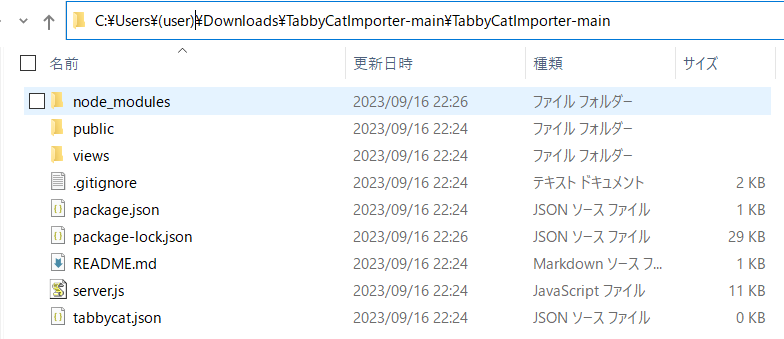 C:¥Users¥(user)¥Downloads¥TabbyCatImporter-main¥TabbyCatImporter-main
名前 更新日時 種類 サイズ
node_modules 2023/09/16 22:26 ファイル フォルダー
public 2023/09/16 22:24 ファイル フォルダー
views 2023/09/16 22:24 ファイル フォルダー
.gitignore 2023/09/16 22:24 テキスト ドキュメント 2 KB
package.json 2023/09/16 22:24 JSON ソース ファイル 1 KB
package-lock.json 2023/09/16 22:26 JSON ソース ファイル 29 KB
README.md 2023/09/16 22:24 Markdown ソース フ... 1 KB
server.js 2023/09/16 22:24 JavaScript ファイル 11 KB
tabbycat.json 2023/09/16 22:24 JSON ソース ファイル 0 KB